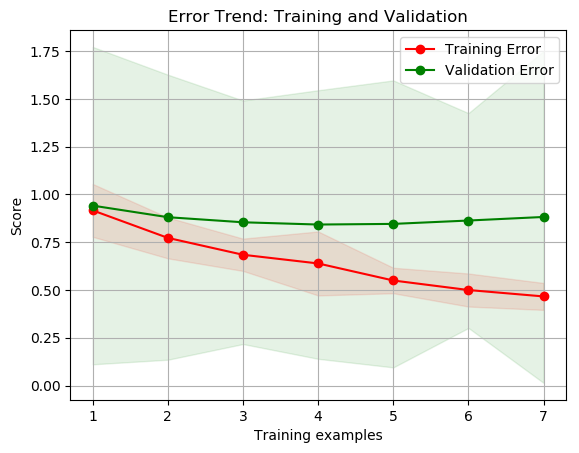 Error Trend: Training and Validation
Training Error
Validation Error
Score
1.75
1.50
1.25
1.00
0.75
0.50
0.25
0.00
1 2 3 4 5 6 7
Training examples